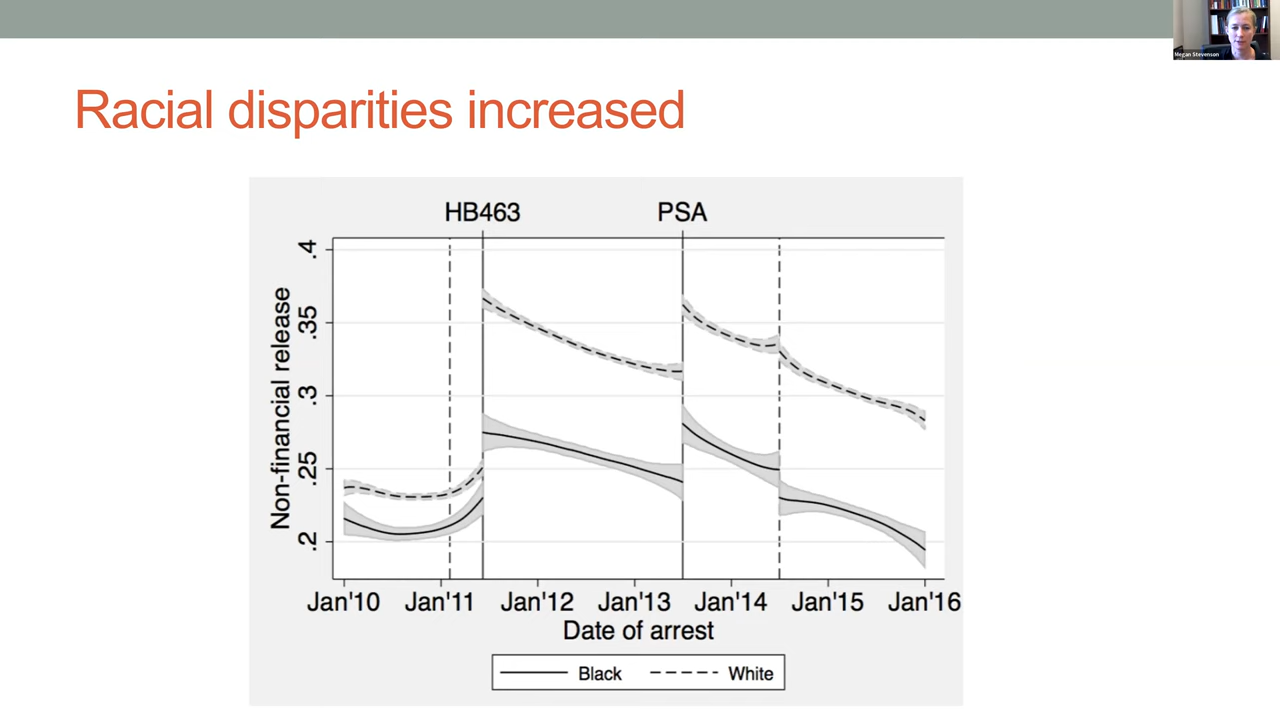 Megan Stevenson
Racial disparities increased
HB463 PSA
Non-financial release
.4
.35
.3
.25
.2
Jan'10 Jan'11 Jan'12 Jan'13 Jan'14 Jan'15 Jan'16
Date of arrest
Black White